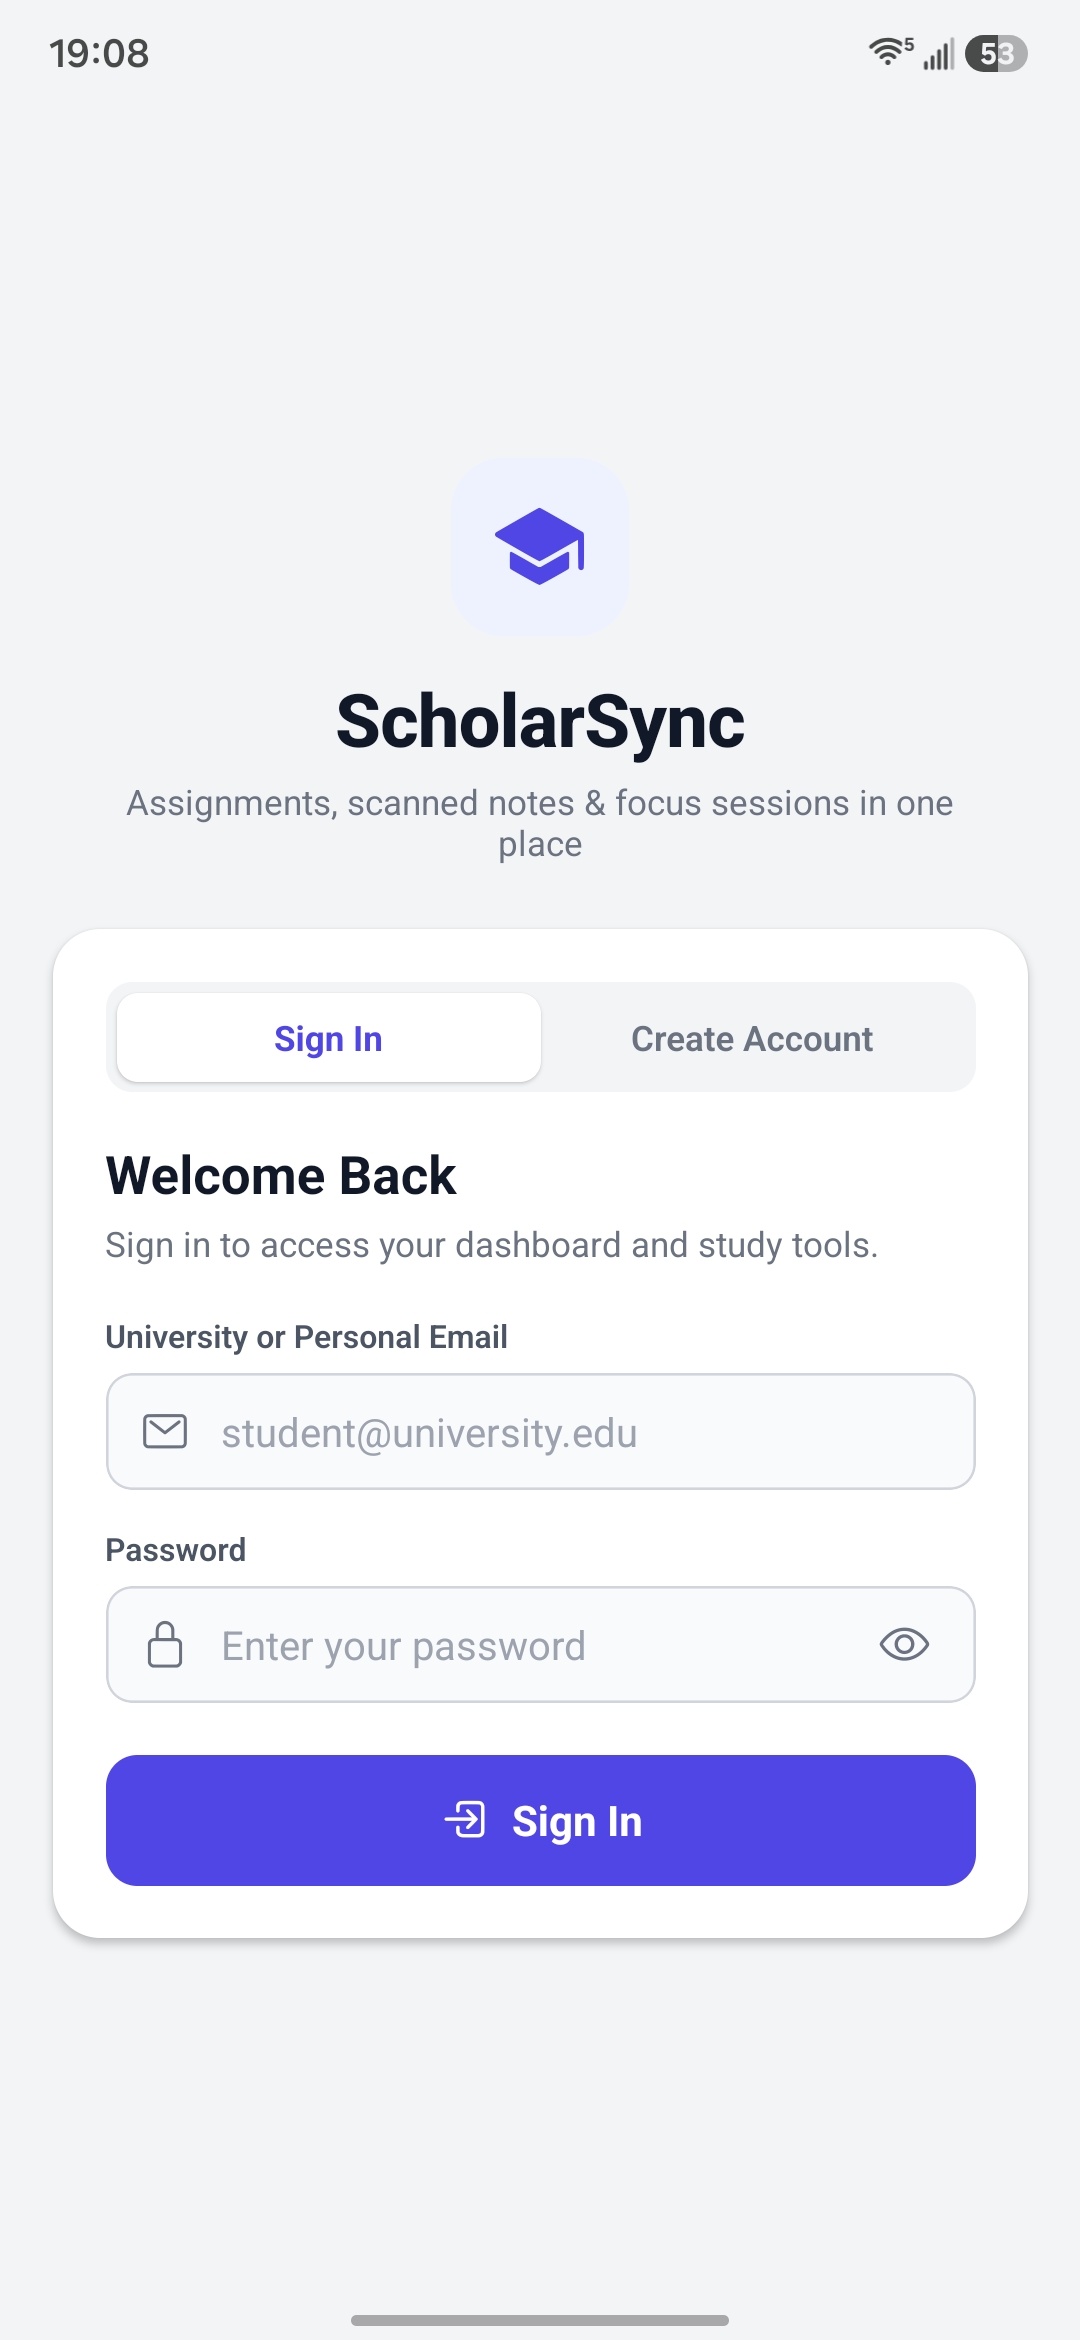 19:08
5
53
ScholarSync
Assignments, scanned notes & focus sessions in one
place
Sign In
Create Account
Welcome Back
Sign in to access your dashboard and study tools.
University or Personal Email
student@university.edu
Password
Enter your password
Sign In